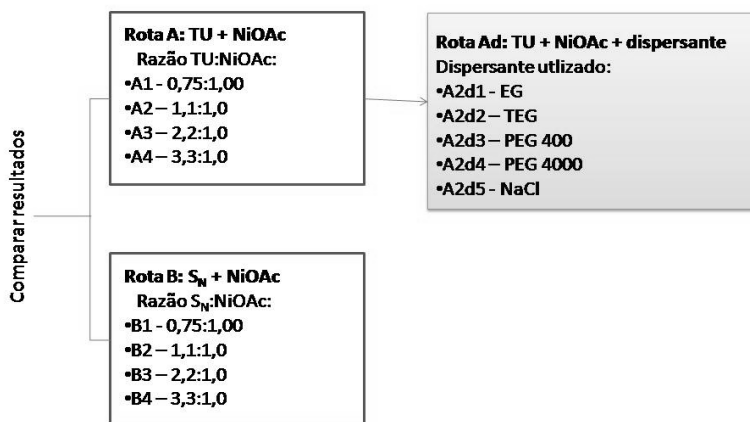 Comparar resultados
Rota A: TU + NiOAc
Razão TU:NiOAc:
•A1 - 0,75:1,00
•A2 – 1,1:1,0
•A3 – 2,2:1,0
•A4 – 3,3:1,0
Rota Ad: TU + NiOAc + dispersante
Dispersante utlizado:
•A2d1 - EG
•A2d2 – TEG
•A2d3 – PEG 400
•A2d4 – PEG 4000
•A2d5 - NaCl
Rota B: S_N + NiOAc
Razão S_N:NiOAc:
•B1 - 0,75:1,00
•B2 – 1,1:1,0
•B3 – 2,2:1,0
•B4 – 3,3:1,0